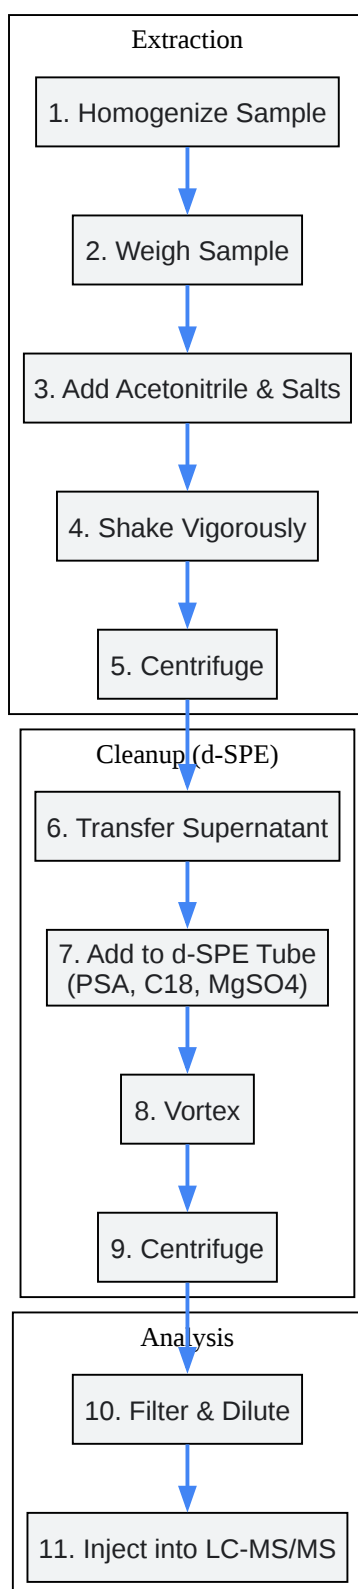 Extraction
1. Homogenize Sample
2. Weigh Sample
3. Add Acetonitrile & Salts
4. Shake Vigorously
5. Centrifuge
Cleanup (d-SPE)
6. Transfer Supernatant
7. Add to d-SPE Tube
(PSA, C18, MgSO4)
8. Vortex
9. Centrifuge
Analysis
10. Filter & Dilute
11. Inject into LC-MS/MS